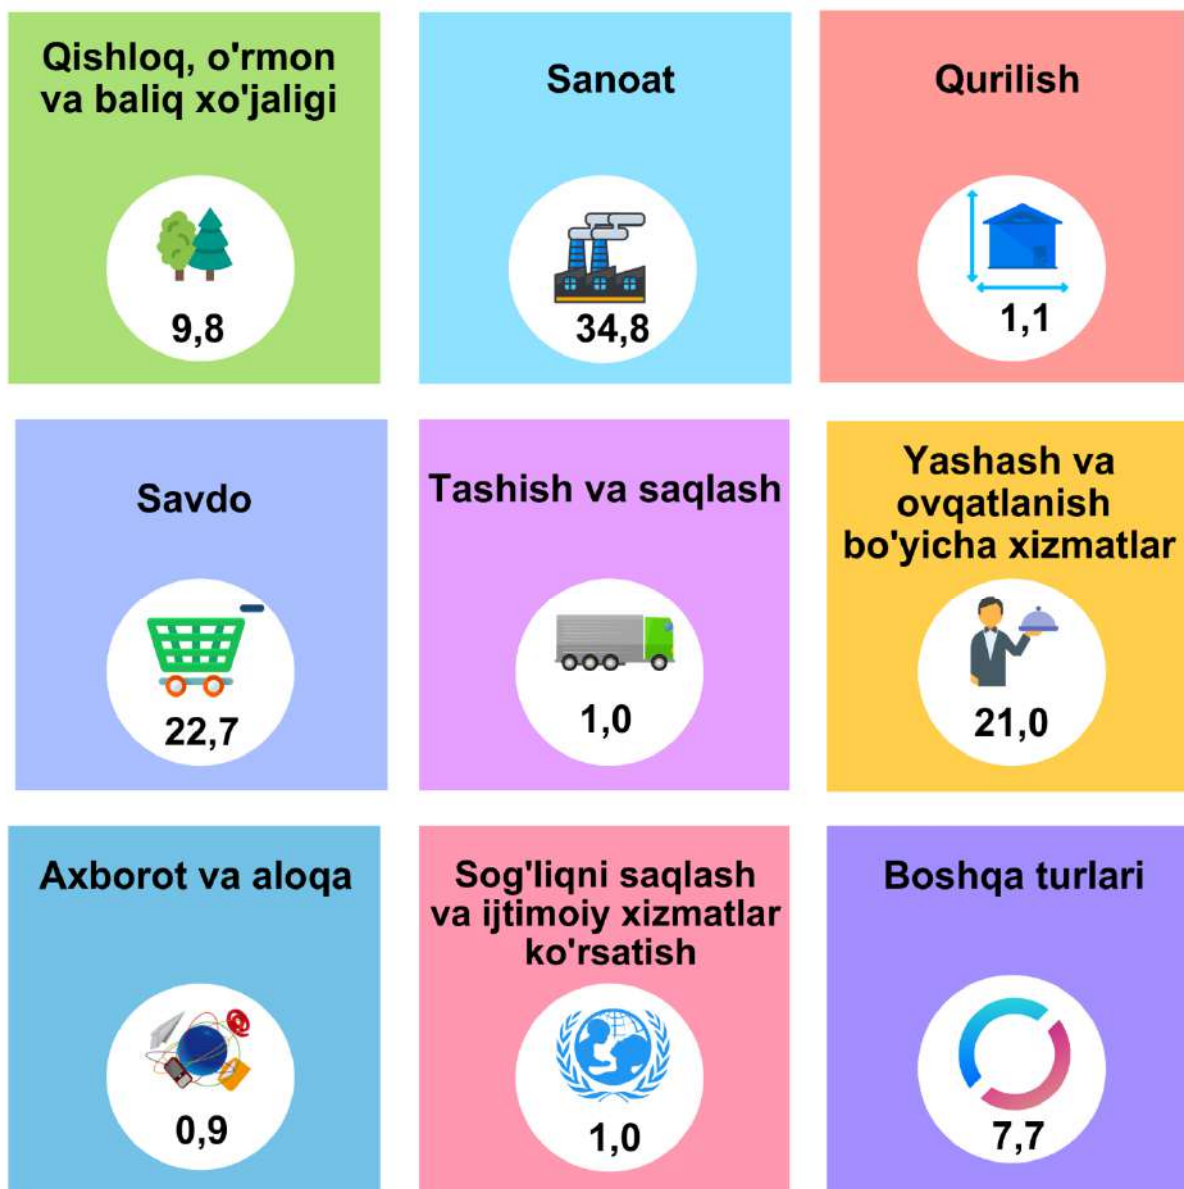 Qishloq, o'rmon
va baliq xo'jaligi
9,8
Sanoat
34,8
Qurilish
1,1
Savdo
22,7
Tashish va saqlash
1,0
Yashash va
ovqatlanish
bo'yicha xizmatlar
21,0
Axborot va aloqa
0,9
Sog'liqni saqlash
va ijtimoiy xizmatlar
ko'rsatish
1,0
Boshqa turlari
7,7